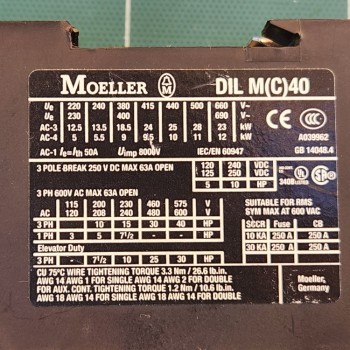 MOELLER DIL M(C)40
Ue 220 240 380 415 440 500 660 V~
Ue 230 400 690 V~
AC-3 12.5 13.5 18.5 24 25 28 23 kW
AC-4 5.5 5 9 9.5 10 11 12 kW
AC-1 Ie=Ith 50A Uimp 8000V IEC/EN 60947
CE CCC
A039962
GB 14048.4
3 POLE BREAK 250 V DC MAX 63A OPEN
120 250 VDC
125 VDC
5 10 HP
3 PH 600V AC MAX 63A OPEN
115 200 230 460 575 V
AC 120 208 240 480 600 V
3 PH 10 15 30 40 HP
1 PH 3 5 7½ - - HP
Elevator Duty
3 PH 10 25 30 HP
SUITABLE FOR RMS
SYM MAX AT 600 VAC
SCCR Fuse CB
10 KA 250 A 250 A
30 KA 250 A 250 A
CU 75°C WIRE TIGHTENING TORQUE 3.3 Nm / 26.6 lb.in.
AWG 14 AWG 1 FOR SINGLE AWG 14 AWG 2 FOR DOUBLE
FOR AUX. CONT. TIGHTENING TORQUE 1.2 Nm / 10.6 lb.in.
AWG 18 AWG 14 FOR SINGLE AWG 18 AWG 14 FOR DOUBLE
Moeller,
Germany